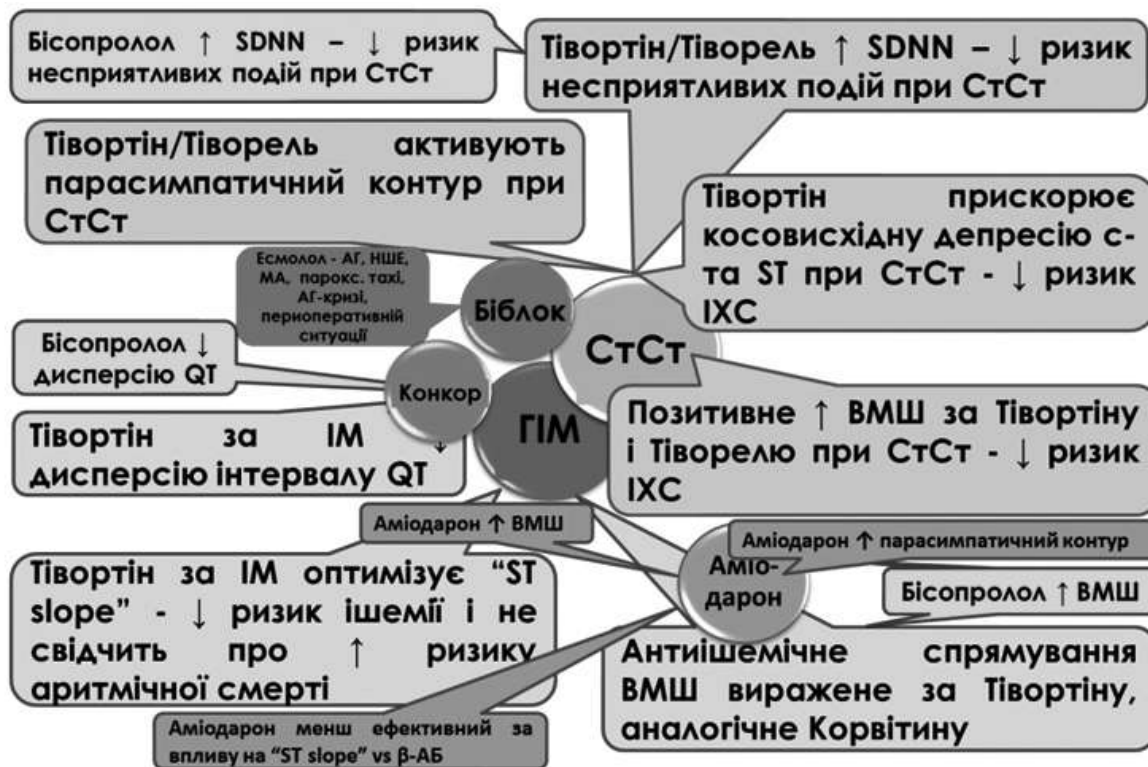 Бісопролол ↑ SDNN – ↓ ризик
несприятливих подій при СтСт
Тівортін/Тіворель ↑ SDNN – ↓ ризик
несприятливих подій при СтСт
Тівортін/Тіворель активують
парасимпатичний контур при
СтСт
Тівортін прискорює
косовисхідну депресію с-
та ST при СтСт - ↓ ризик
ІХС
Есмолол - АГ, НШЕ,
МА, парокс. тахі,
АГ-кризі,
периоперативній
ситуації
Біблок
СтСт
Бісопролол ↓
дисперсію QT
Конкор
ГІМ
Тівортін за ІМ ↓
дисперсію інтервалу QT
Позитивне ↑ ВМШ за Тівортіну
і Тіворелю при СтСт - ↓ ризик
ІХС
Аміодарон ↑ ВМШ
Аміодарон ↑ парасимпатичний контур
Аміо-
дарон
Тівортін за ІМ оптимізує “ST
slope” - ↓ ризик ішемії і не
свідчить про ↑ ризику
аритмічної смерті
Бісопролол ↑ ВМШ
Антиішемічне спрямування
ВМШ виражене за Тівортіну,
аналогічне Корвітину
Аміодарон менш ефективний за
впливу на “ST slope” vs β-АБ